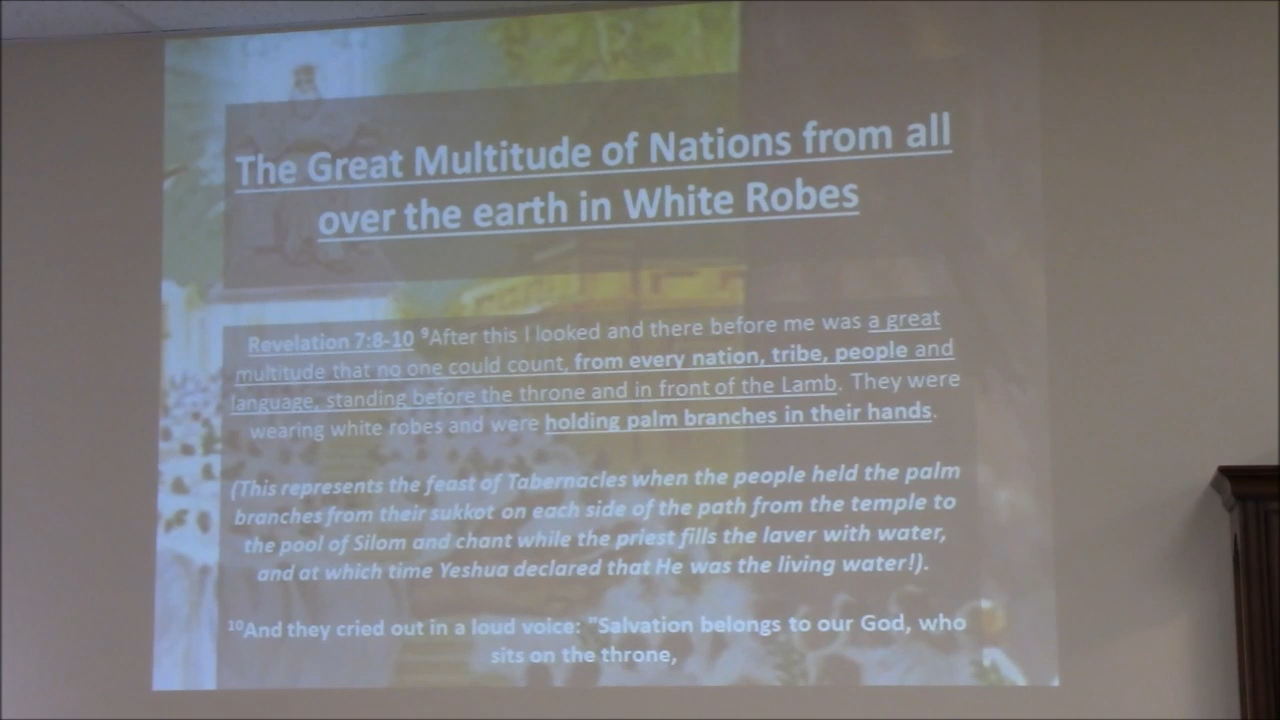 The Great Multitude of Nations from all
over the earth in White Robes
Revelation 7:8-10 ⁹After this I looked and there before me was a great
multitude that no one could count, from every nation, tribe, people and
language, standing before the throne and in front of the Lamb. They were
wearing white robes and were holding palm branches in their hands.
(This represents the feast of Tabernacles when the people held the palm
branches from their sukkot on each side of the path from the temple to
the pool of Silom and chant while the priest fills the laver with water,
and at which time Yeshua declared that He was the living water!).
¹⁰And they cried out in a loud voice: "Salvation belongs to our God, who
sits on the throne,